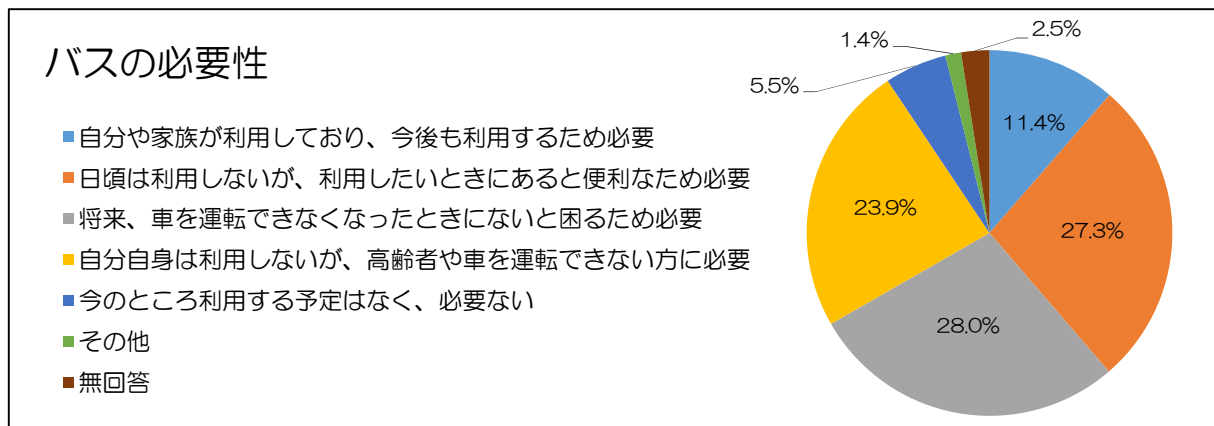 バスの必要性
■自分や家族が利用しており、今後も利用するため必要
■日頃は利用しないが、利用したいときにあると便利なため必要
■将来、車を運転できなくなったときにないと困るため必要
■自分自身は利用しないが、高齢者や車を運転できない方に必要
■今のところ利用する予定はなく、必要ない
■その他
■無回答
11.4%
27.3%
28.0%
23.9%
5.5%
1.4%
2.5%